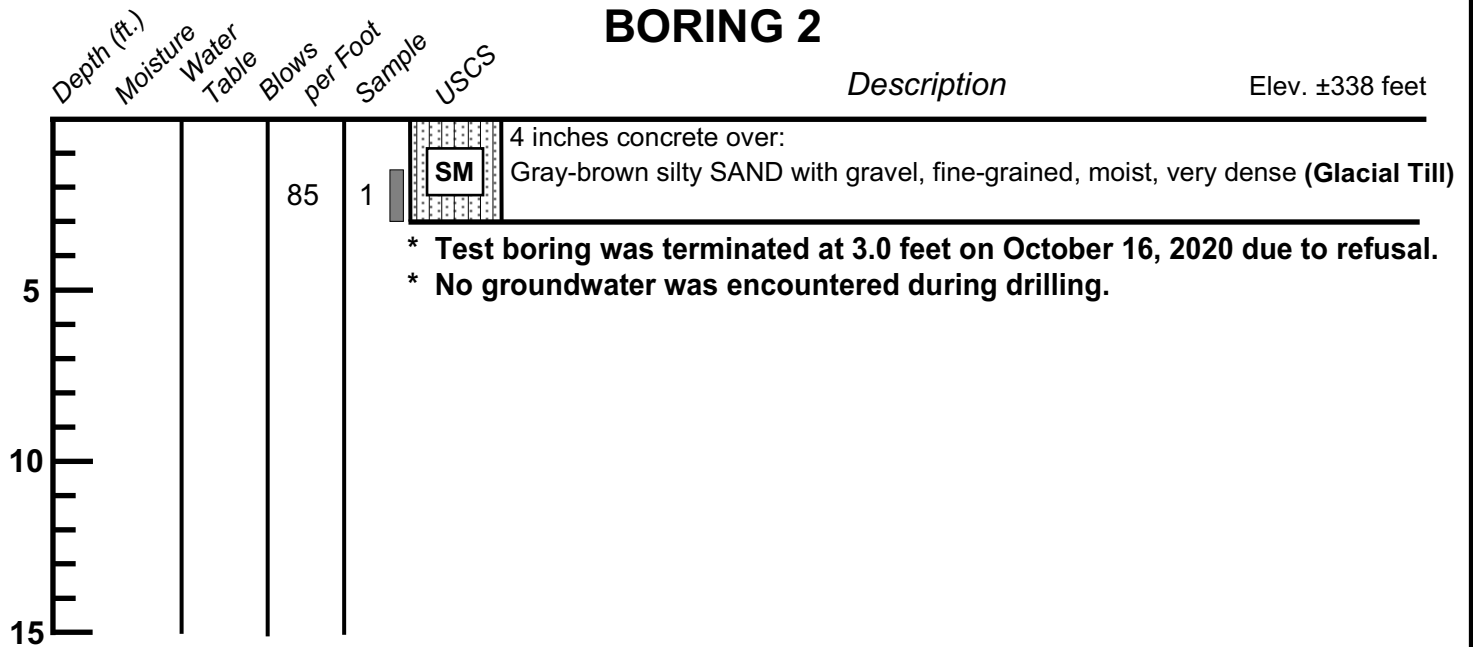 BORING 2
Depth (ft.)
Moisture
Water
Table
Blows
per Foot
Sample
USCS
Description
Elev. ±338 feet
4 inches concrete over:
SM
Gray-brown silty SAND with gravel, fine-grained, moist, very dense (Glacial Till)
85
1
* Test boring was terminated at 3.0 feet on October 16, 2020 due to refusal.
* No groundwater was encountered during drilling.
5
10
15